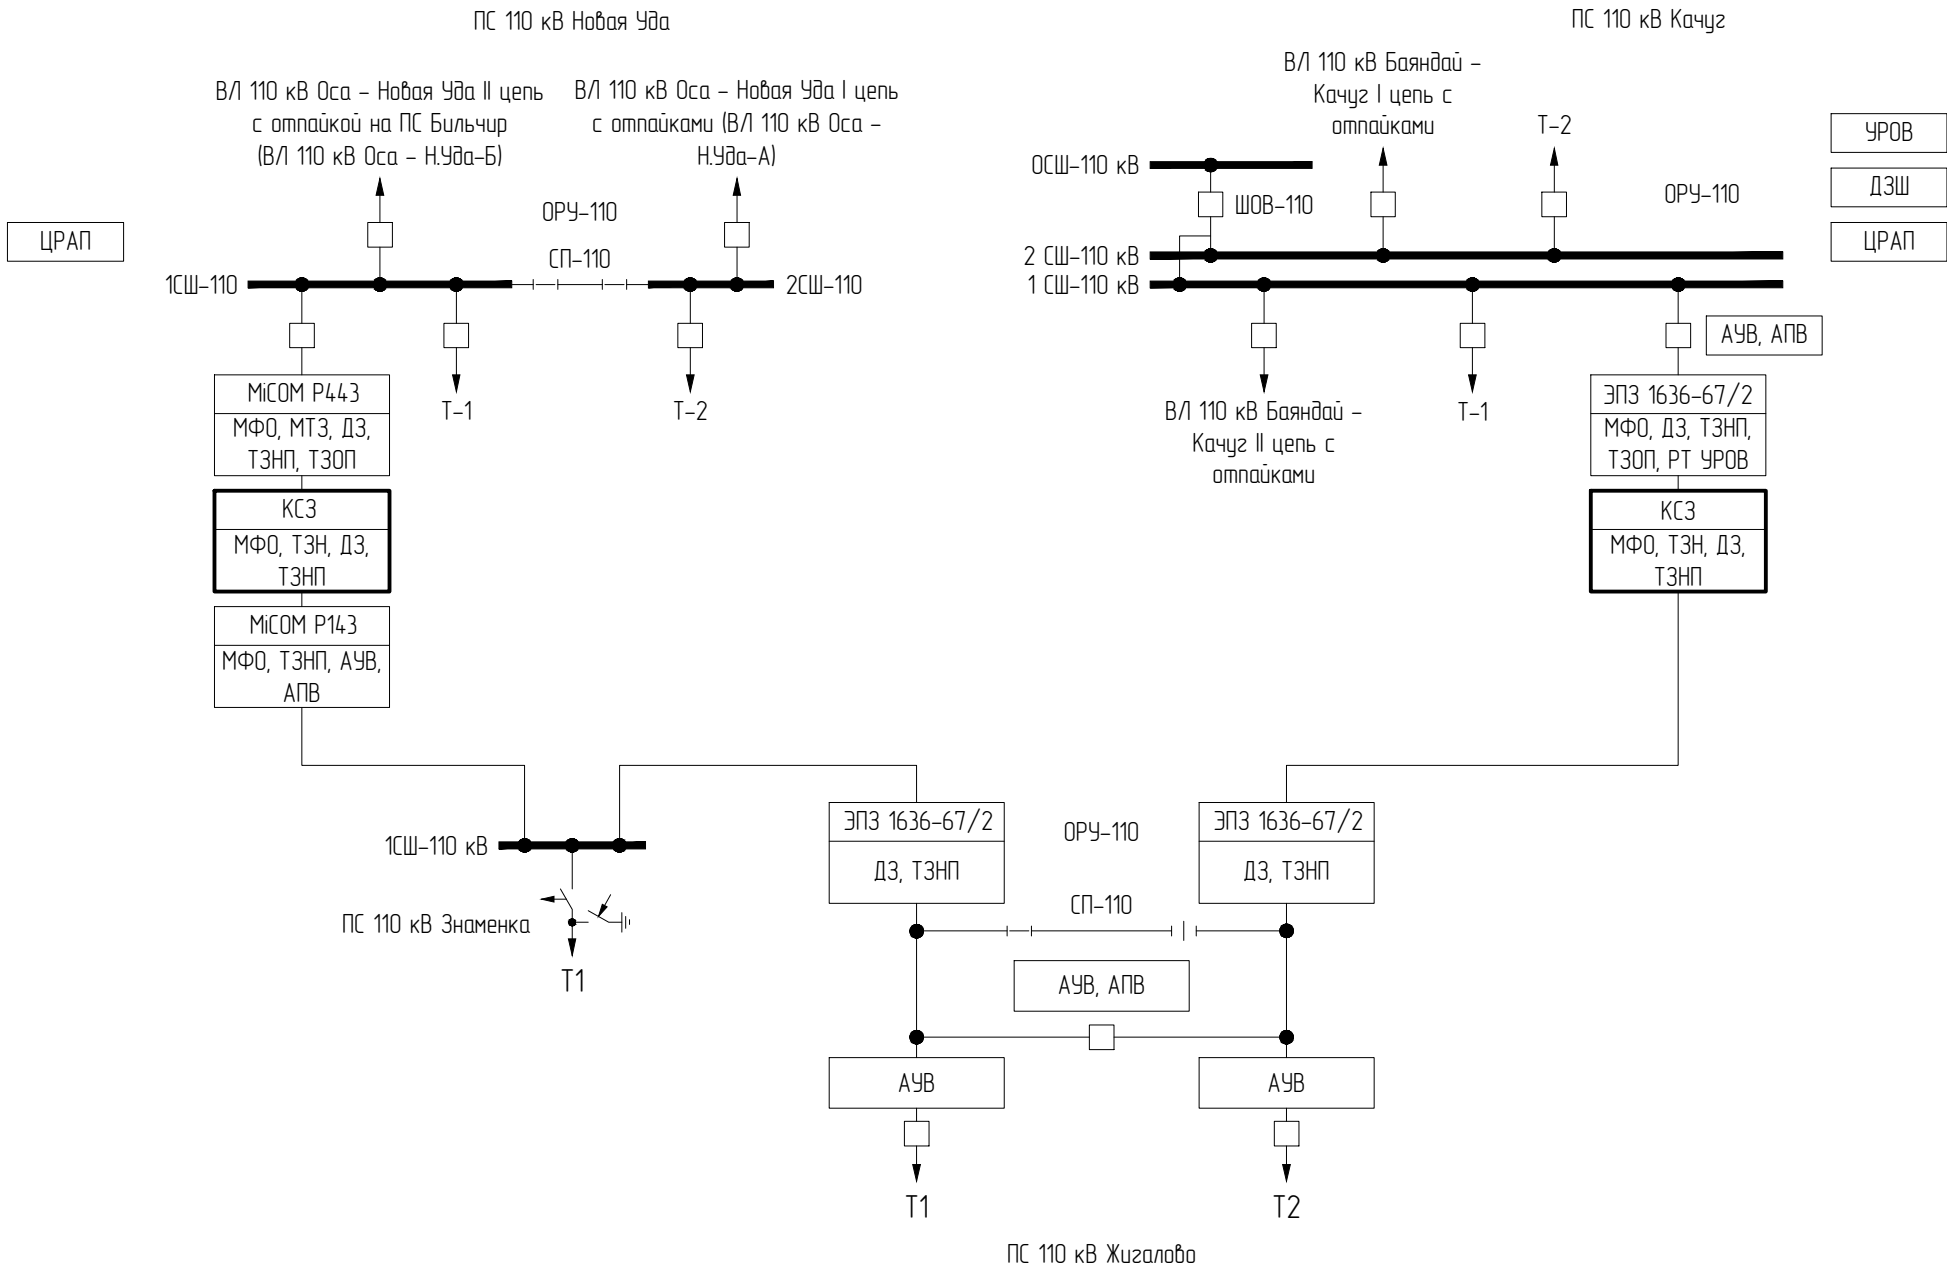 ПС 110 кВ Новая Уда
ПС 110 кВ Качуг
ВЛ 110 кВ Оса – Новая Уда II цепь
с отпайкой на ПС Бильчир
(ВЛ 110 кВ Оса – Н.Уда–Б)
ВЛ 110 кВ Оса – Новая Уда I цепь
с отпайками (ВЛ 110 кВ Оса –
Н.Уда–А)
ЦРАП
ОРУ–110
СП–110
1СШ–110
2СШ–110
Т–1
Т–2
MiCOM P443
МФО, МТЗ, ДЗ,
ТЗНП, ТЗОП
КСЗ
МФО, ТЗН, ДЗ,
ТЗНП
MiCOM P143
МФО, ТЗНП, АУВ,
АПВ
ВЛ 110 кВ Баяндай –
Качуг I цепь с
отпайками
Т–2
ОСШ–110 кВ
ШОВ–110
ОРУ–110
УРОВ
ДЗШ
ЦРАП
2 СШ–110 кВ
1 СШ–110 кВ
АУВ, АПВ
ВЛ 110 кВ Баяндай –
Качуг II цепь с
отпайками
Т–1
ЭПЗ 1636–67/2
МФО, ДЗ, ТЗНП,
ТЗОП, РТ УРОВ
КСЗ
МФО, ТЗН, ДЗ,
ТЗНП
1СШ–110 кВ
ПС 110 кВ Знаменка
Т1
ЭПЗ 1636–67/2
ДЗ, ТЗНП
ОРУ–110
СП–110
ЭПЗ 1636–67/2
ДЗ, ТЗНП
АУВ, АПВ
АУВ
АУВ
Т1
Т2
ПС 110 кВ Жигалово